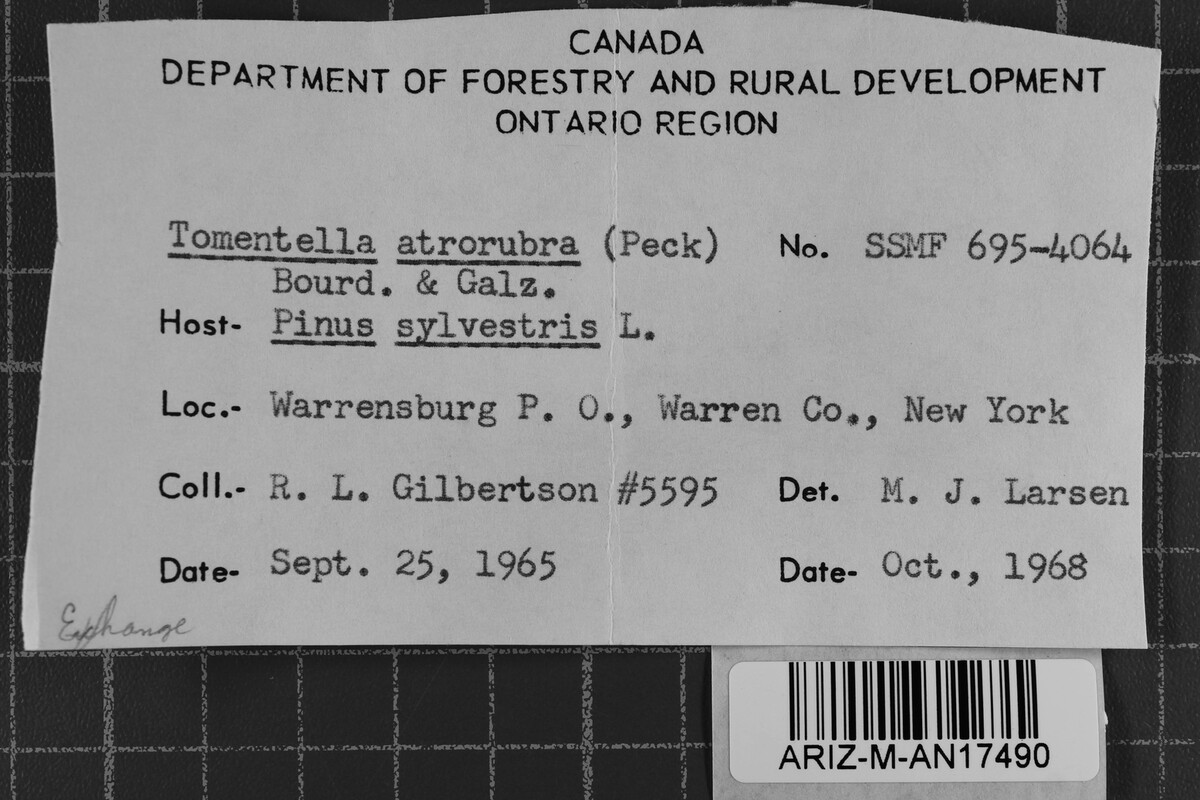 CANADA
DEPARTMENT OF FORESTRY AND RURAL DEVELOPMENT
ONTARIO REGION
Tomentella atrorubra (Peck) No. SSMF 695-4064
Bourd. & Galz.
Host- Pinus sylvestris L.
Loc.- Warrensburg P. O., Warren Co., New York
Coll.- R. L. Gilbertson #5595 Det. M. J. Larsen
Date- Sept. 25, 1965 Date- Oct., 1968
Exchange
ARIZ-M-AN17490